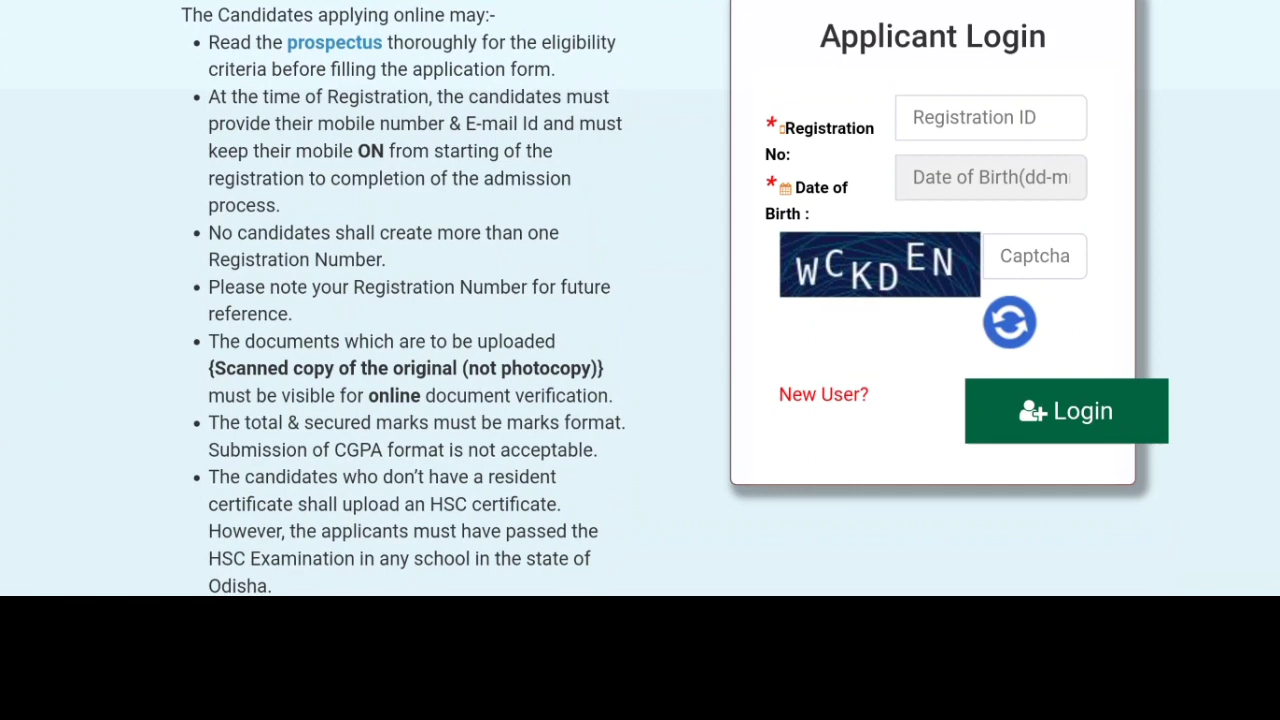 The Candidates applying online may:-
• Read the prospectus thoroughly for the eligibility
criteria before filling the application form.
• At the time of Registration, the candidates must
provide their mobile number & E-mail Id and must
keep their mobile ON from starting of the
registration to completion of the admission
process.
• No candidates shall create more than one
Registration Number.
• Please note your Registration Number for future
reference.
• The documents which are to be uploaded
{Scanned copy of the original (not photocopy)}
must be visible for online document verification.
• The total & secured marks must be marks format.
Submission of CGPA format is not acceptable.
• The candidates who don’t have a resident
certificate shall upload an HSC certificate.
However, the applicants must have passed the
HSC Examination in any school in the state of
Odisha.
Applicant Login
* Registration
No:
Registration ID
* Date of
Birth :
Date of Birth(dd-m
WCKDEN
Captcha
New User?
Login